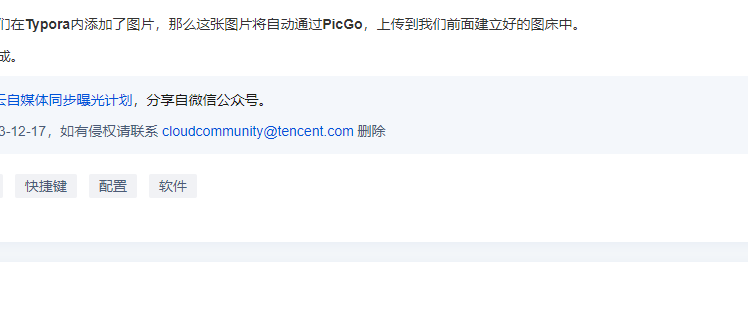 们在Typora内添加了图片，那么这张图片将自动通过PicGo，上传到我们前面建立好的图床中。
成。
云自媒体同步曝光计划，分享自微信公众号。
3-12-17，如有侵权请联系 cloudcommunity@tencent.com 删除
快捷键 配置 软件